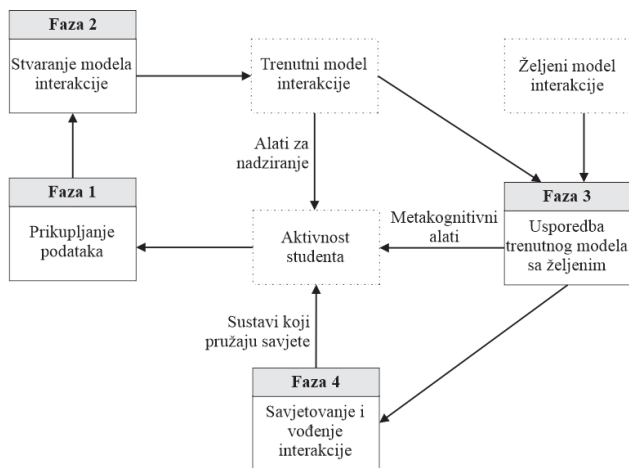 Faza 2
Stvaranje modela
interakcije
Trenutni model
interakcije
Željeni model
interakcije
Alati za
nadziranje
Faza 1
Prikupljanje
podataka
Aktivnost
studenta
Metakognitivni
alati
Faza 3
Usporedba
trenutnog modela
sa željenim
Sustavi koji
pružaju savjete
Faza 4
Savjetovanje i
vođenje
interakcije